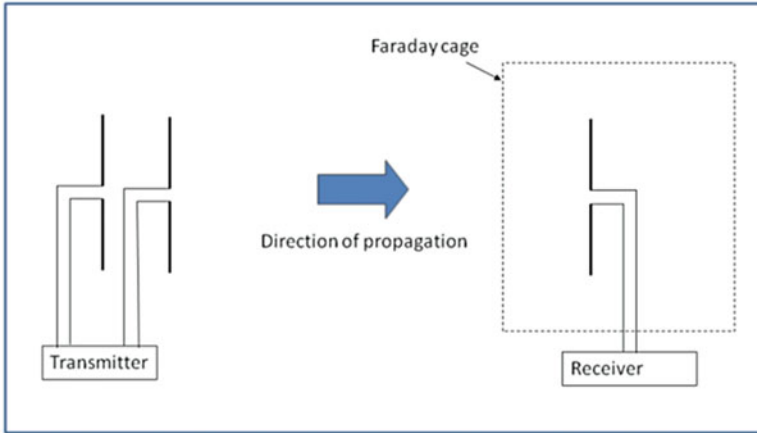 Faraday cage
Direction of propagation
Transmitter
Receiver